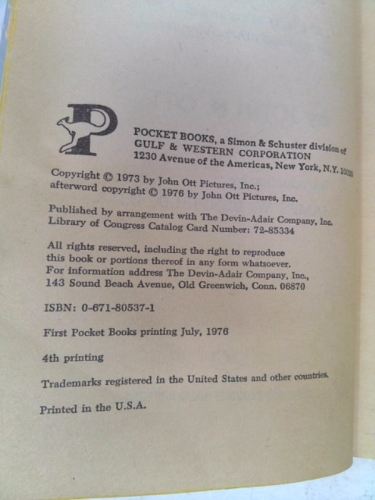 P
POCKET BOOKS, a Simon & Schuster division of
GULF & WESTERN CORPORATION
1230 Avenue of the Americas, New York, N.Y. 10020
Copyright © 1973 by John Ott Pictures, Inc.;
afterword copyright © 1976 by John Ott Pictures, Inc.
Published by arrangement with The Devin-Adair Company, Inc.
Library of Congress Catalog Card Number: 72-85334
All rights reserved, including the right to reproduce
this book or portions thereof in any form whatsoever.
For information address The Devin-Adair Company, Inc.,
143 Sound Beach Avenue, Old Greenwich, Conn. 06870
ISBN: 0-671-80537-1
First Pocket Books printing July, 1976
4th printing
Trademarks registered in the United States and other countries.
Printed in the U.S.A.